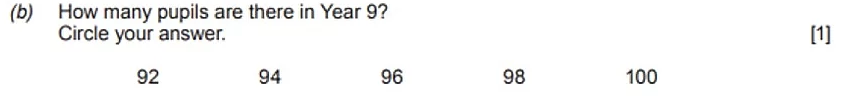 (b) How many pupils are there in Year 9?
Circle your answer. [1]
92 94 96 98 100